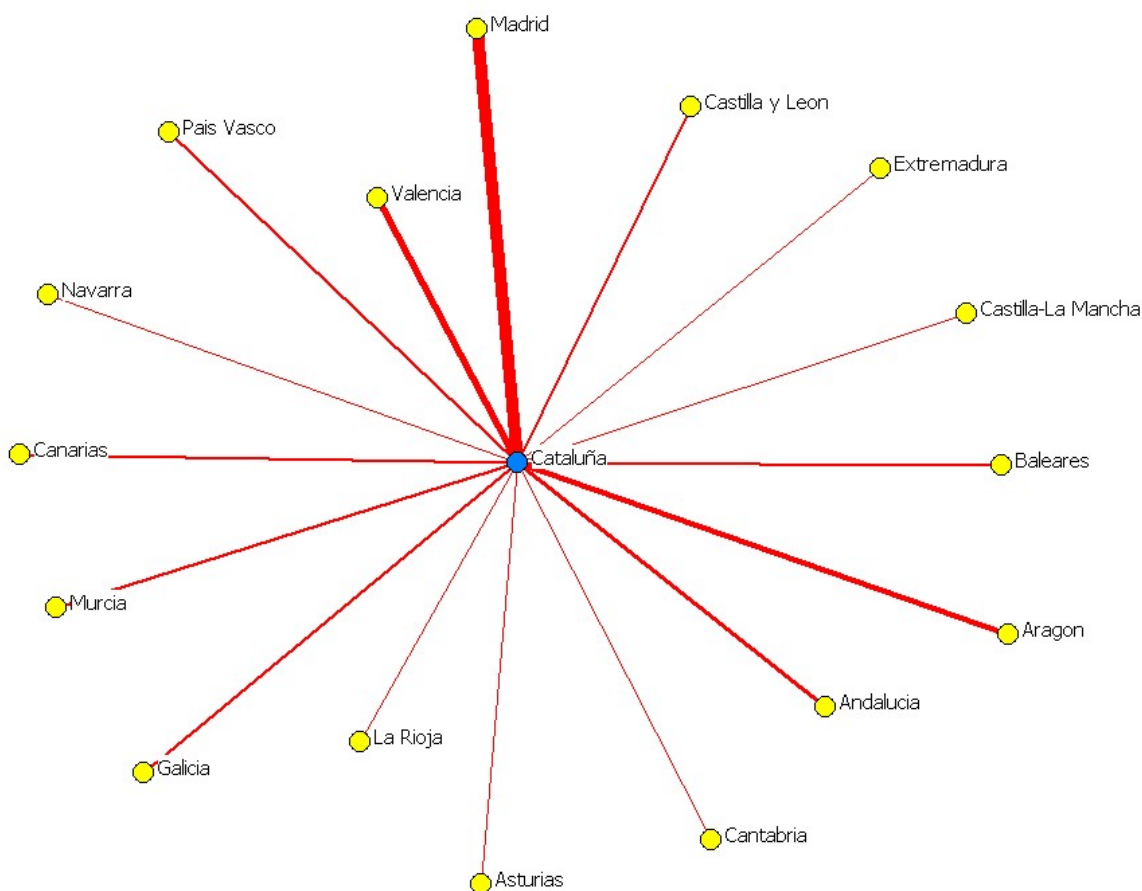 Madrid
Castilla y Leon
Pais Vasco
Extremadura
Valencia
Navarra
Castilla-La Mancha
Canarias
Cataluña
Baleares
Murcia
Aragon
Andalucia
La Rioja
Galicia
Cantabria
Asturias